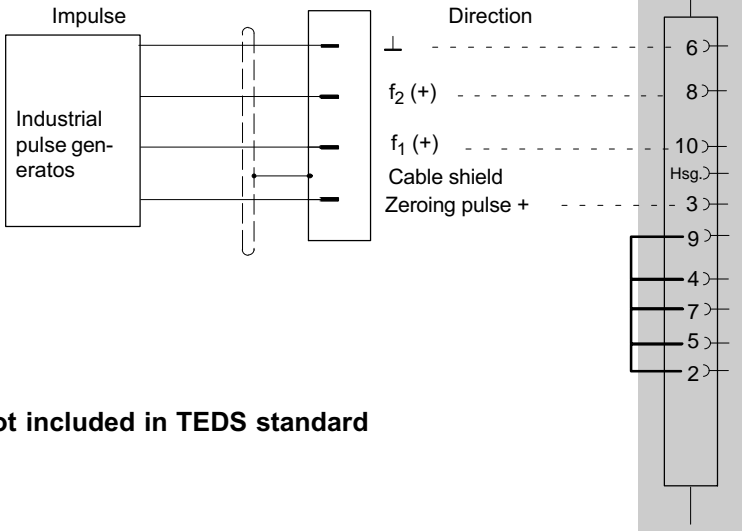 Impulse
Direction
Industrial
pulse gen-
eratos
⊥
6
f₂ (+)
8
f₁ (+)
10
Cable shield
Hsg.
Zeroing pulse +
3
9
4
7
5
2
ot included in TEDS standard